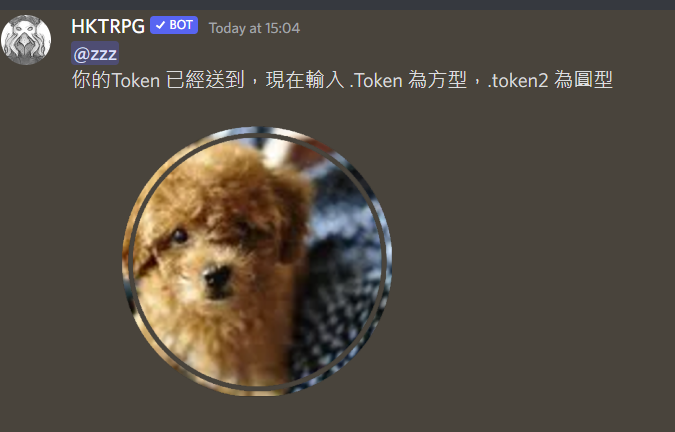 HKTRPG ✓ BOT Today at 15:04
@zzz
你的Token 已經送到，現在輸入 .Token 為方型，.token2 為圓型